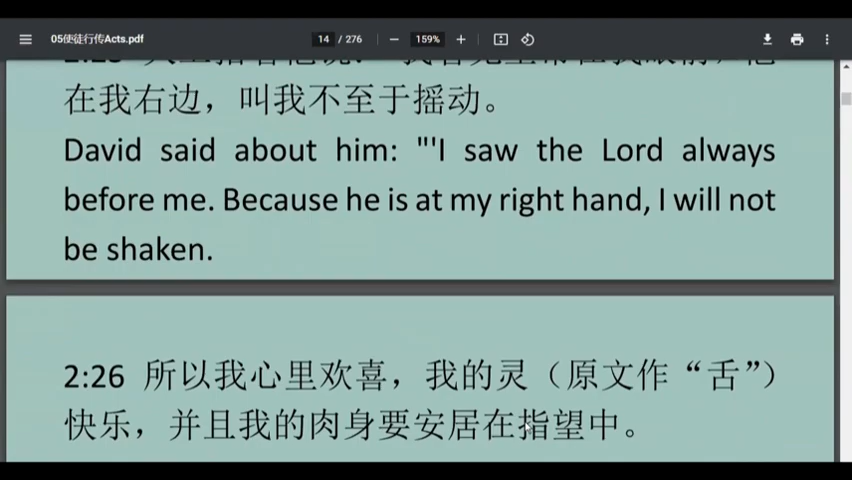 05使徒行传Acts.pdf
14 / 276
159%
在我右边，叫我不至于摇动。
David said about him: "'I saw the Lord always
before me. Because he is at my right hand, I will not
be shaken.
2:26 所以我心里欢喜，我的灵（原文作“舌”）
快乐，并且我的肉身要安居在指望中。